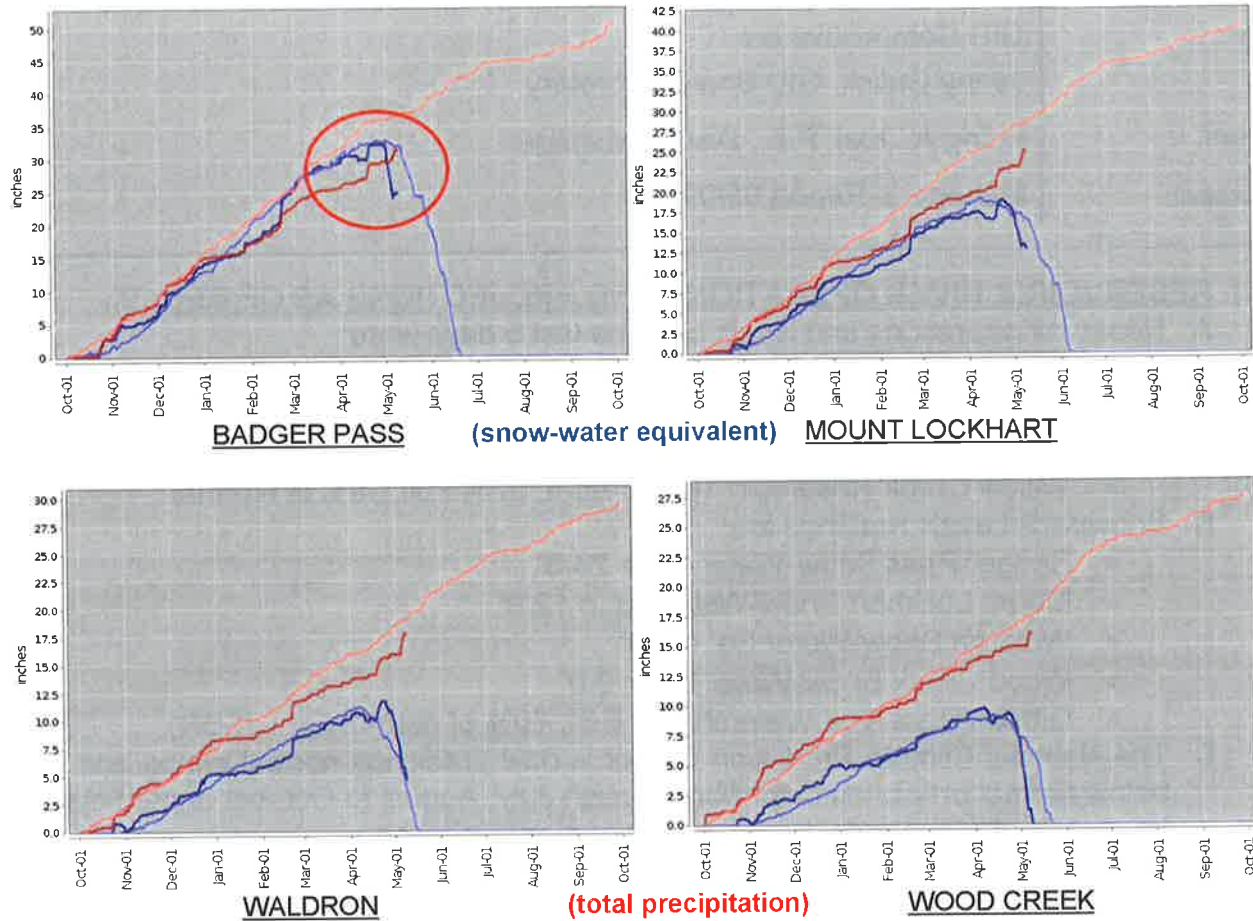 50
45
40
35
30
25
20
15
10
5
0
inches
Oct-01
Nov-01
Dec-01
Jan-01
Feb-01
Mar-01
Apr-01
May-01
Jun-01
Jul-01
Aug-01
Sep-01
Oct-01
42.5
40.0
37.5
35.0
32.5
30.0
27.5
25.0
22.5
20.0
17.5
15.0
12.5
10.0
7.5
5.0
2.5
0.0
inches
Oct-01
Nov-01
Dec-01
Jan-01
Feb-01
Mar-01
Apr-01
May-01
Jun-01
Jul-01
Aug-01
Sep-01
Oct-01
BADGER PASS (snow-water equivalent) MOUNT LOCKHART
30.0
27.5
25.0
22.5
20.0
17.5
15.0
12.5
10.0
7.5
5.0
2.5
0.0
inches
Oct-01
Nov-01
Dec-01
Jan-01
Feb-01
Mar-01
Apr-01
May-01
Jun-01
Jul-01
Aug-01
Sep-01
Oct-01
27.5
25.0
22.5
20.0
17.5
15.0
12.5
10.0
7.5
5.0
2.5
0.0
inches
Oct-01
Nov-01
Dec-01
Jan-01
Feb-01
Mar-01
Apr-01
May-01
Jun-01
Jul-01
Aug-01
Sep-01
Oct-01
WALDRON (total precipitation) WOOD CREEK